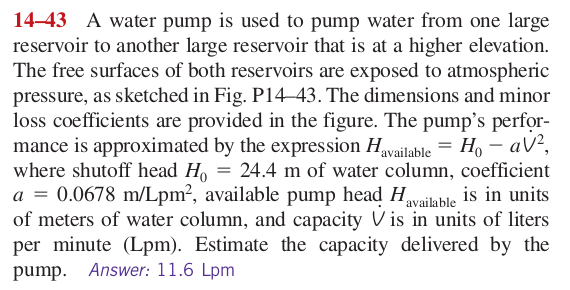 14–43 A water pump is used to pump water from one large
reservoir to another large reservoir that is at a higher elevation.
The free surfaces of both reservoirs are exposed to atmospheric
pressure, as sketched in Fig. P14–43. The dimensions and minor
loss coefficients are provided in the figure. The pump's perfor-
mance is approximated by the expression H_available = H₀ − aV̇²,
where shutoff head H₀ = 24.4 m of water column, coefficient
a = 0.0678 m/Lpm², available pump head H_available is in units
of meters of water column, and capacity V̇ is in units of liters
per minute (Lpm). Estimate the capacity delivered by the
pump. Answer: 11.6 Lpm